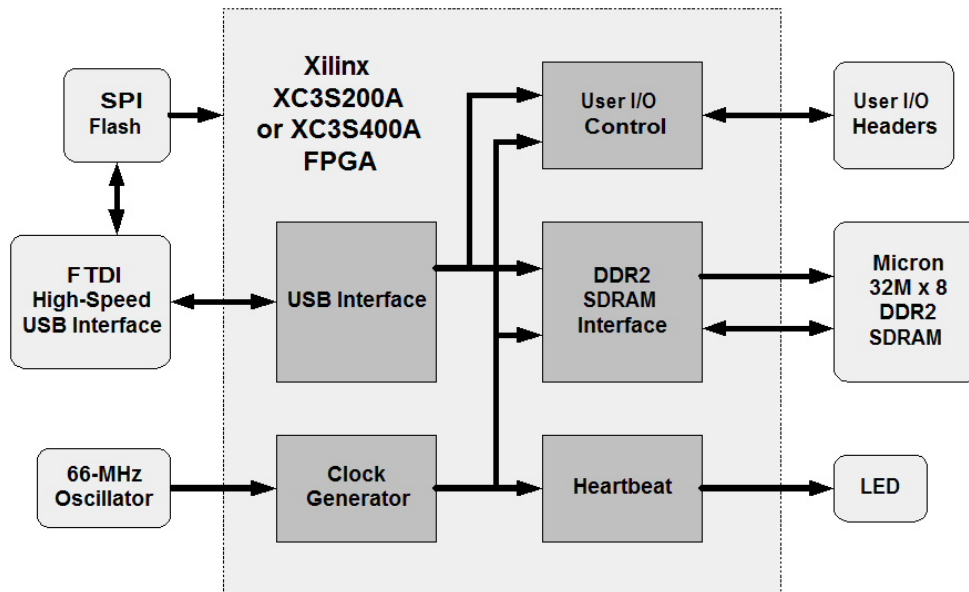 Xilinx
XC3S200A
or XC3S400A
FPGA
SPI
Flash
User I/O
Control
User I/O
Headers
FTDI
High-Speed
USB Interface
USB Interface
DDR2
SDRAM
Interface
Micron
32M x 8
DDR2
SDRAM
66-MHz
Oscillator
Clock
Generator
Heartbeat
LED